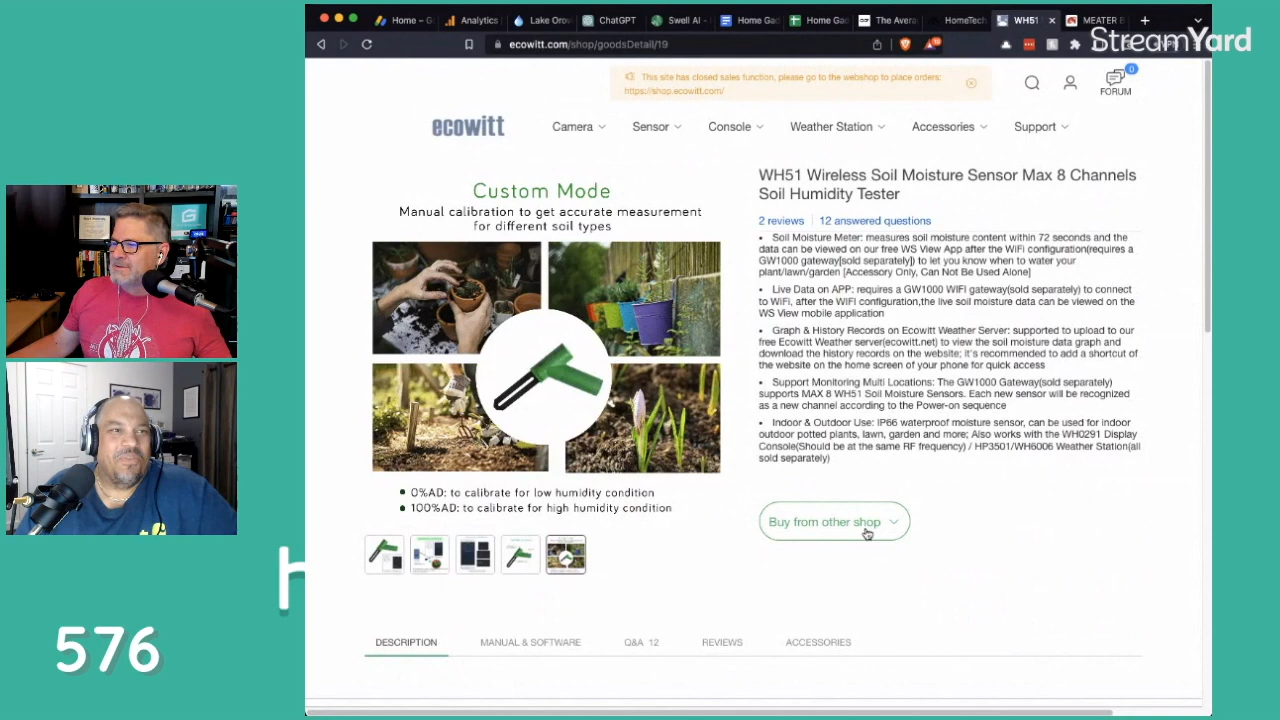 Home – G
Analytics
Lake Orov
ChatGPT
Swell AI -
Home Gad
Home Gad
The Avera
HomeTech
WH51
MEATER B
StreamYard
ecowitt.com/shop/goodsDetail/19
This site has closed sales function, please go to the webshop to place orders:
https://shop.ecowitt.com/
0
FORUM
ecowitt
Camera
Sensor
Console
Weather Station
Accessories
Support
Custom Mode
Manual calibration to get accurate measurement
for different soil types
0%AD: to calibrate for low humidity condition
100%AD: to calibrate for high humidity condition
WH51 Wireless Soil Moisture Sensor Max 8 Channels
Soil Humidity Tester
2 reviews
12 answered questions
Soil Moisture Meter: measures soil moisture content within 72 seconds and the
data can be viewed on our free WS View App after the WiFi configuration(requires a
GW1000 gateway[sold separately]) to let you know when to water your
plant/lawn/garden [Accessory Only, Can Not Be Used Alone]
Live Data on APP: requires a GW1000 WIFI gateway(sold separately) to connect
to WiFi, after the WIFI configuration,the live soil moisture data can be viewed on the
WS View mobile application
Graph & History Records on Ecowitt Weather Server: supported to upload to our
free Ecowitt Weather server(ecowitt.net) to view the soil moisture data graph and
download the history records on the website; it's recommended to add a shortcut of
the website on the home screen of your phone for quick access
Support Monitoring Multi Locations: The GW1000 Gateway(sold separately)
supports MAX 8 WH51 Soil Moisture Sensors. Each new sensor will be recognized
as a new channel according to the Power-on sequence
Indoor & Outdoor Use: IP66 waterproof moisture sensor, can be used for indoor
outdoor potted plants, lawn, garden and more; Also works with the WH0291 Display
Console(Should be at the same RF frequency) / HP3501/WH6006 Weather Station(all
sold separately)
Buy from other shop
DESCRIPTION
MANUAL & SOFTWARE
Q&A 12
REVIEWS
ACCESSORIES
h
576